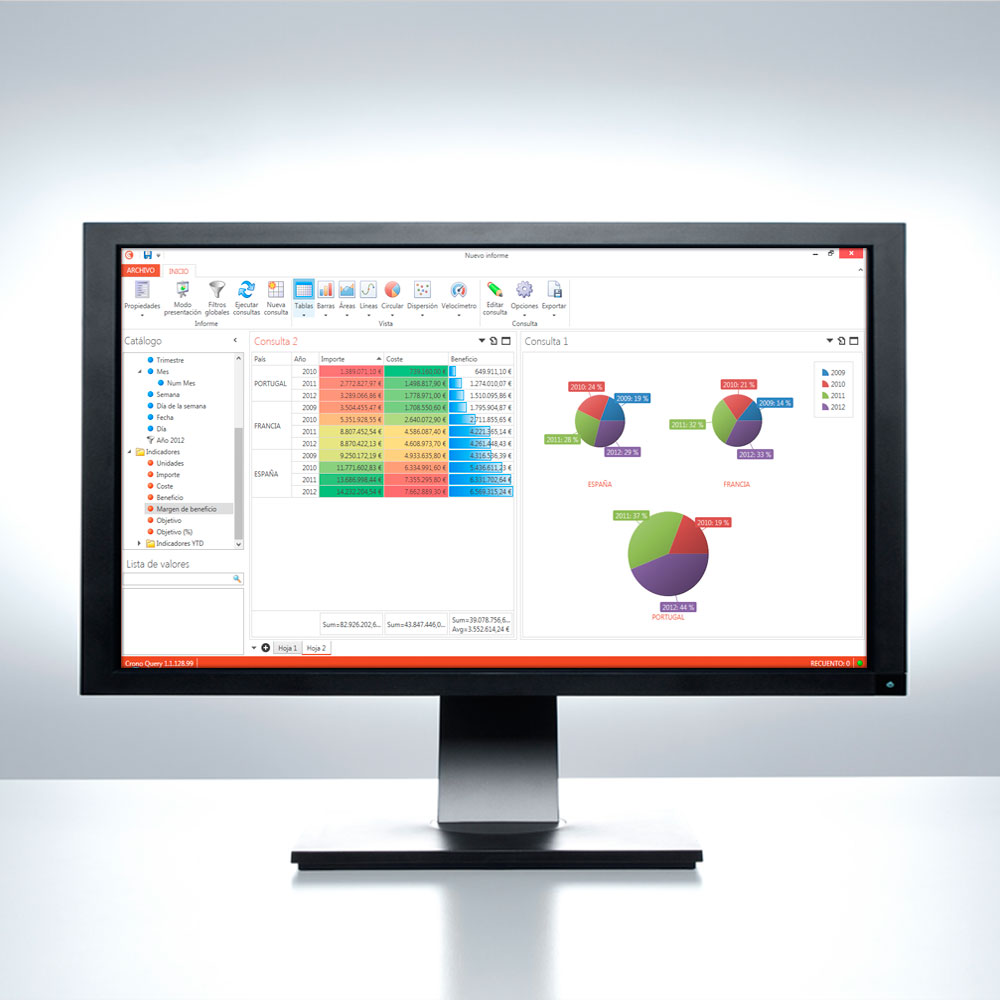 Nuevo informe
ARCHIVO INICIO
Propiedades Modo presentación Filtros globales Ejecutar consultas Nueva consulta Tablas Barras Áreas Líneas Circular Dispersión Velocímetro Editar consulta Opciones Exportar
Informe Vista Consulta
Catálogo
Trimestre
Mes
Num Mes
Semana
Día de la semana
Fecha
Día
Año 2012
Indicadores
Unidades
Importe
Coste
Beneficio
Margen de beneficio
Objetivo
Objetivo (%)
Indicadores YTD
Lista de valores
Consulta 2
País Año Importe Coste Beneficio
PORTUGAL
2010 1.389.071,10 € 739.160,00 € 649.911,10 €
2011 2.772.827,97 € 1.498.817,90 € 1.274.010,07 €
2012 3.289.066,86 € 1.778.971,00 € 1.510.095,86 €
FRANCIA
2009 3.504.455,47 € 1.708.550,60 € 1.795.904,87 €
2010 5.351.928,55 € 2.640.072,90 € 2.711.855,65 €
2011 8.807.452,54 € 4.586.087,40 € 4.221.365,14 €
2012 8.870.422,13 € 4.608.973,70 € 4.261.448,43 €
ESPAÑA
2009 9.250.172,19 € 4.933.635,80 € 4.316.536,39 €
2010 11.771.602,83 € 6.334.991,60 € 5.436.611,23 €
2011 13.686.998,44 € 7.355.295,80 € 6.331.702,64 €
2012 14.232.204,54 € 7.662.889,30 € 6.569.315,24 €
Sum=82.926.202,6... Sum=43.847.446,0... Sum=39.078.756,6...
Avg=3.552.614,24 €
Hoja 1 Hoja 2
Consulta 1
2009
2010
2011
2012
2010: 24 %
2009: 19 %
2011: 28 %
2012: 29 %
ESPAÑA
2010: 21 %
2009: 14 %
2011: 32 %
2012: 33 %
FRANCIA
2011: 37 %
2010: 19 %
2012: 44 %
PORTUGAL
Crono Query 1.1.128.99 RECUENTO: 0